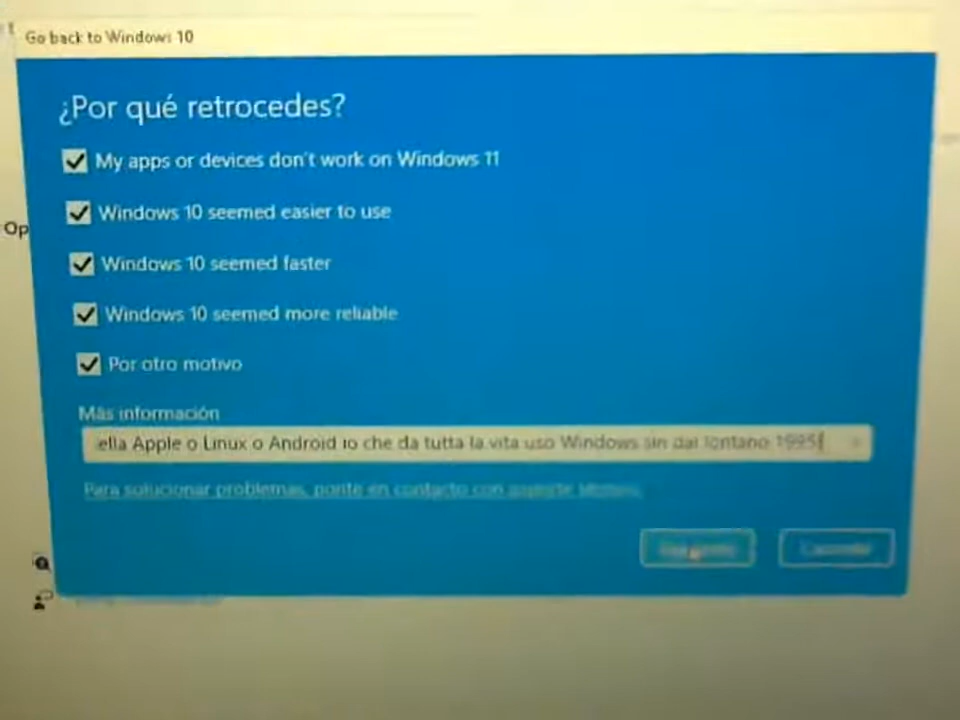 Go back to Windows 10
¿Por qué retrocedes?
My apps or devices don't work on Windows 11
Windows 10 seemed easier to use
Op
Windows 10 seemed faster
Windows 10 seemed more reliable
Por otro motivo
Más información
ella Apple o Linux o Android io che da tutta la vita uso Windows sin dai lontano 1995
Para solucionar problemas, ponte en contacto con soporte